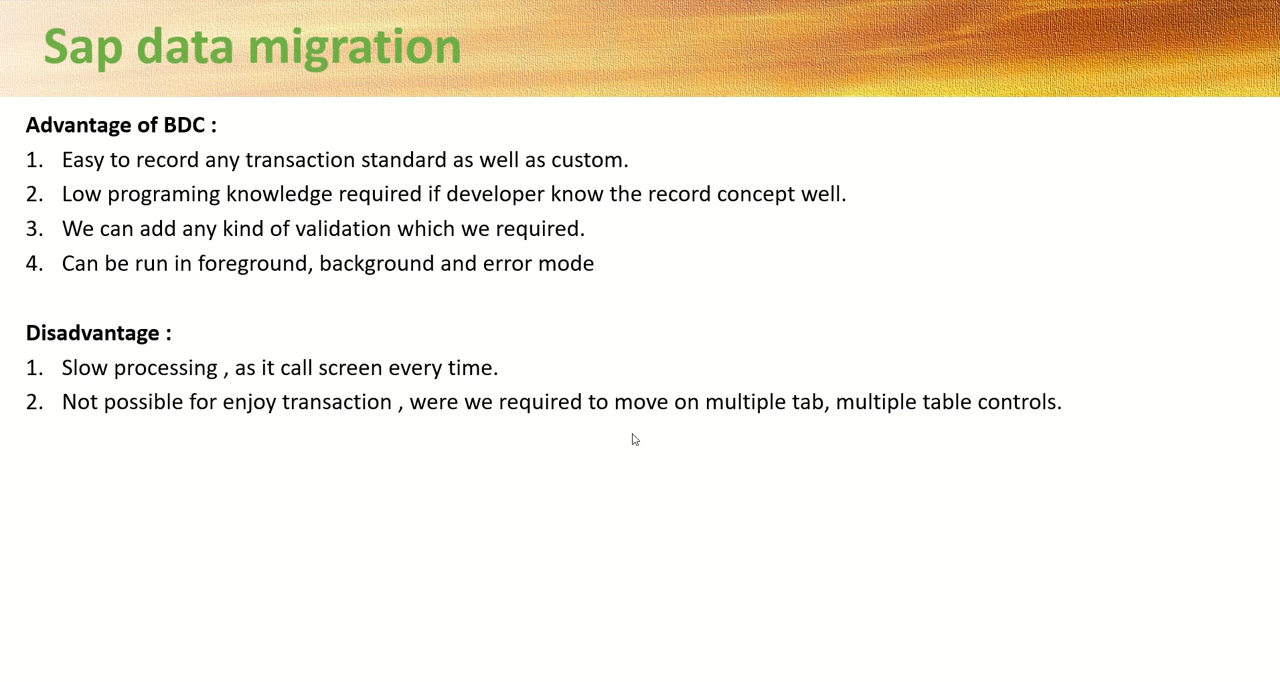 Sap data migration
Advantage of BDC :
1. Easy to record any transaction standard as well as custom.
2. Low programing knowledge required if developer know the record concept well.
3. We can add any kind of validation which we required.
4. Can be run in foreground, background and error mode
Disadvantage :
1. Slow processing , as it call screen every time.
2. Not possible for enjoy transaction , were we required to move on multiple tab, multiple table controls.